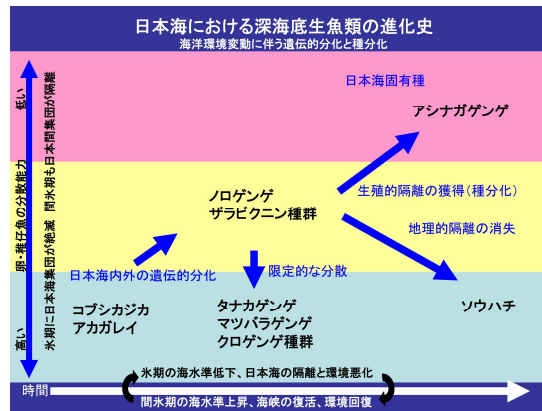 日本海における深海底生魚類の進化史
海洋環境変動に伴う遺伝的分化と種分化
低い
卵・稚仔魚の分散能力
高い
間氷期も日本間集団が隔離
氷期に日本海集団が絶滅
日本海固有種
アシナガゲンゲ
ノロゲンゲ
ザラビクニン種群
生殖的隔離の獲得(種分化)
地理的隔離の消失
日本海内外の遺伝的分化
限定的な分散
コブシカジカ
アカガレイ
タナカゲンゲ
マツバラゲンゲ
クロゲンゲ種群
ソウハチ
氷期の海水準低下、日本海の隔離と環境悪化
時間
間氷期の海水準上昇、海峡の復活、環境回復